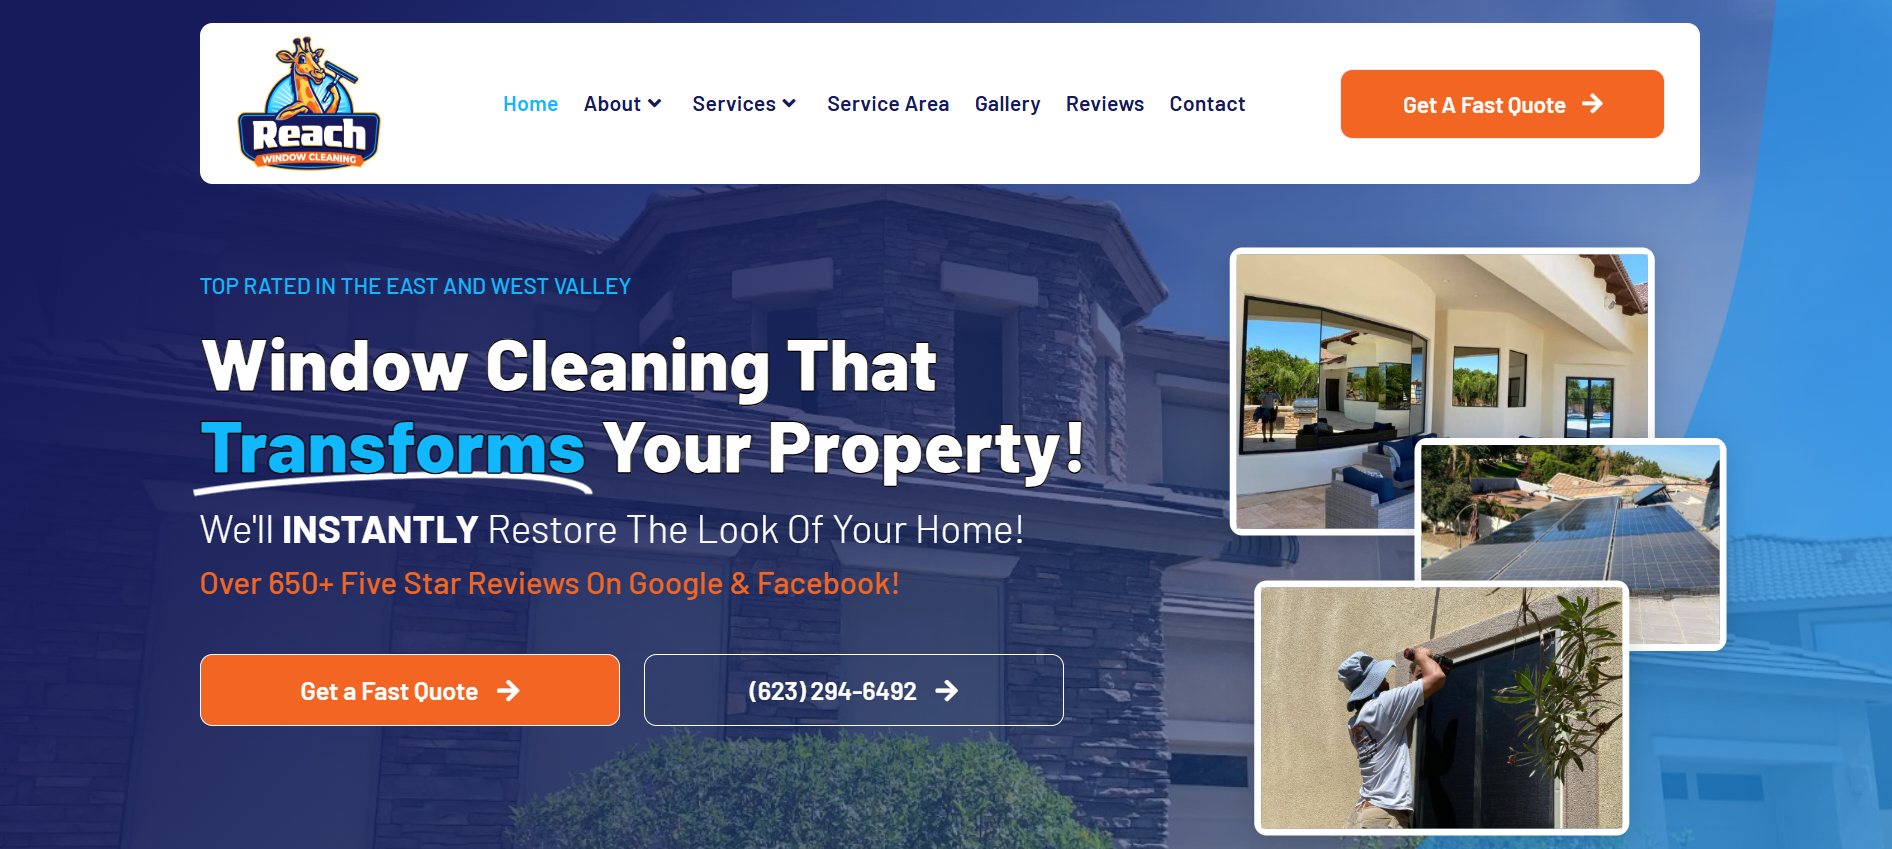 Reach
WINDOW CLEANING
Home
About
Services
Service Area
Gallery
Reviews
Contact
Get A Fast Quote
TOP RATED IN THE EAST AND WEST VALLEY
Window Cleaning That
Transforms Your Property!
We'll INSTANTLY Restore The Look Of Your Home!
Over 650+ Five Star Reviews On Google & Facebook!
Get a Fast Quote
(623) 294-6492